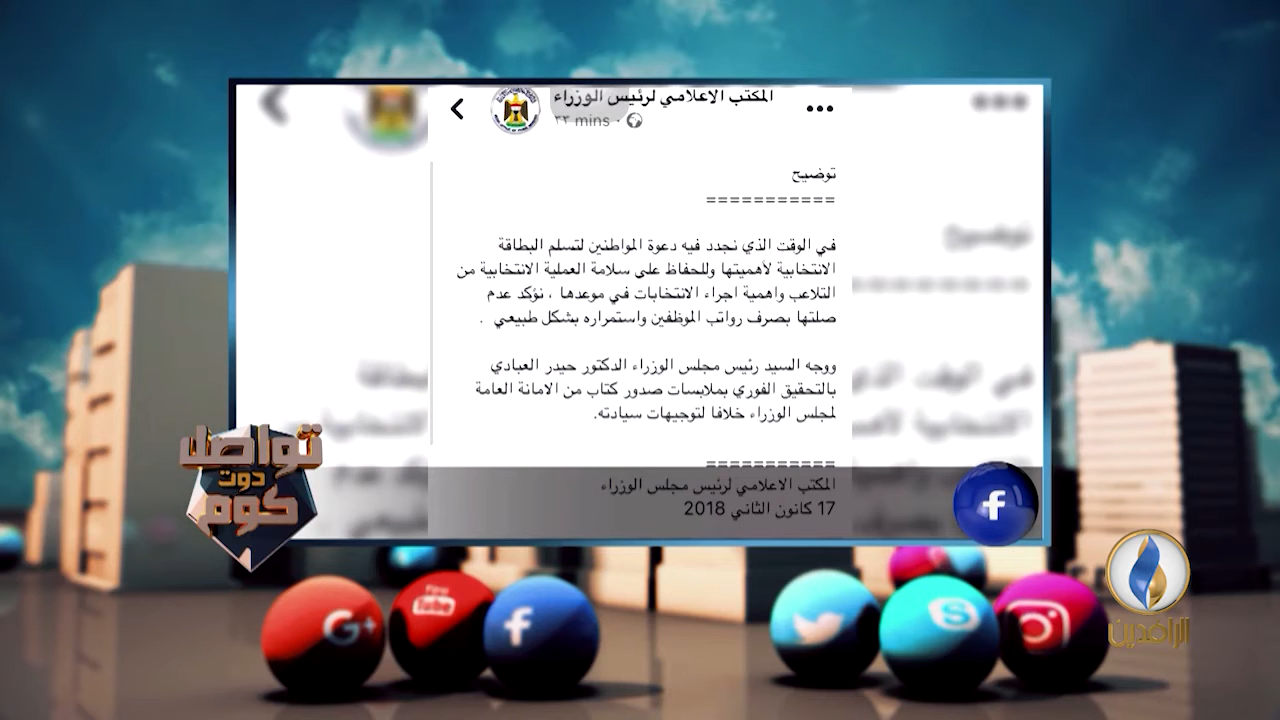 المكتب الاعلامي لرئيس الوزراء
٢٣ mins ·
توضيح
===========
في الوقت الذي نجدد فيه دعوة المواطنين لتسلم البطاقة
الانتخابية لأهميتها وللحفاظ على سلامة العملية الانتخابية من
التلاعب واهمية اجراء الانتخابات في موعدها ، نؤكد عدم
صلتها بصرف رواتب الموظفين واستمراره بشكل طبيعي .
ووجه السيد رئيس مجلس الوزراء الدكتور حيدر العبادي
بالتحقيق الفوري بملابسات صدور كتاب من الامانة العامة
لمجلس الوزراء خلافا لتوجيهات سيادته.
===========
المكتب الاعلامي لرئيس مجلس الوزراء
17 كانون الثاني 2018
تواصل
دوت
كوم
f
G+
You
Tube
f
S
الرافدين